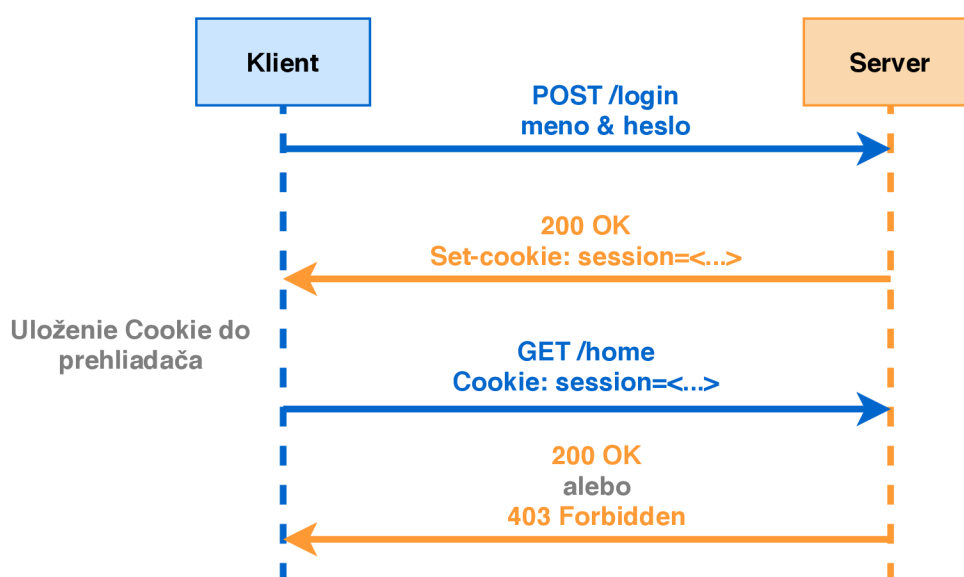 Klient
Server
POST /login
meno & heslo
200 OK
Set-cookie: session=<...>
Uloženie Cookie do
prehliadača
GET /home
Cookie: session=<...>
200 OK
alebo
403 Forbidden